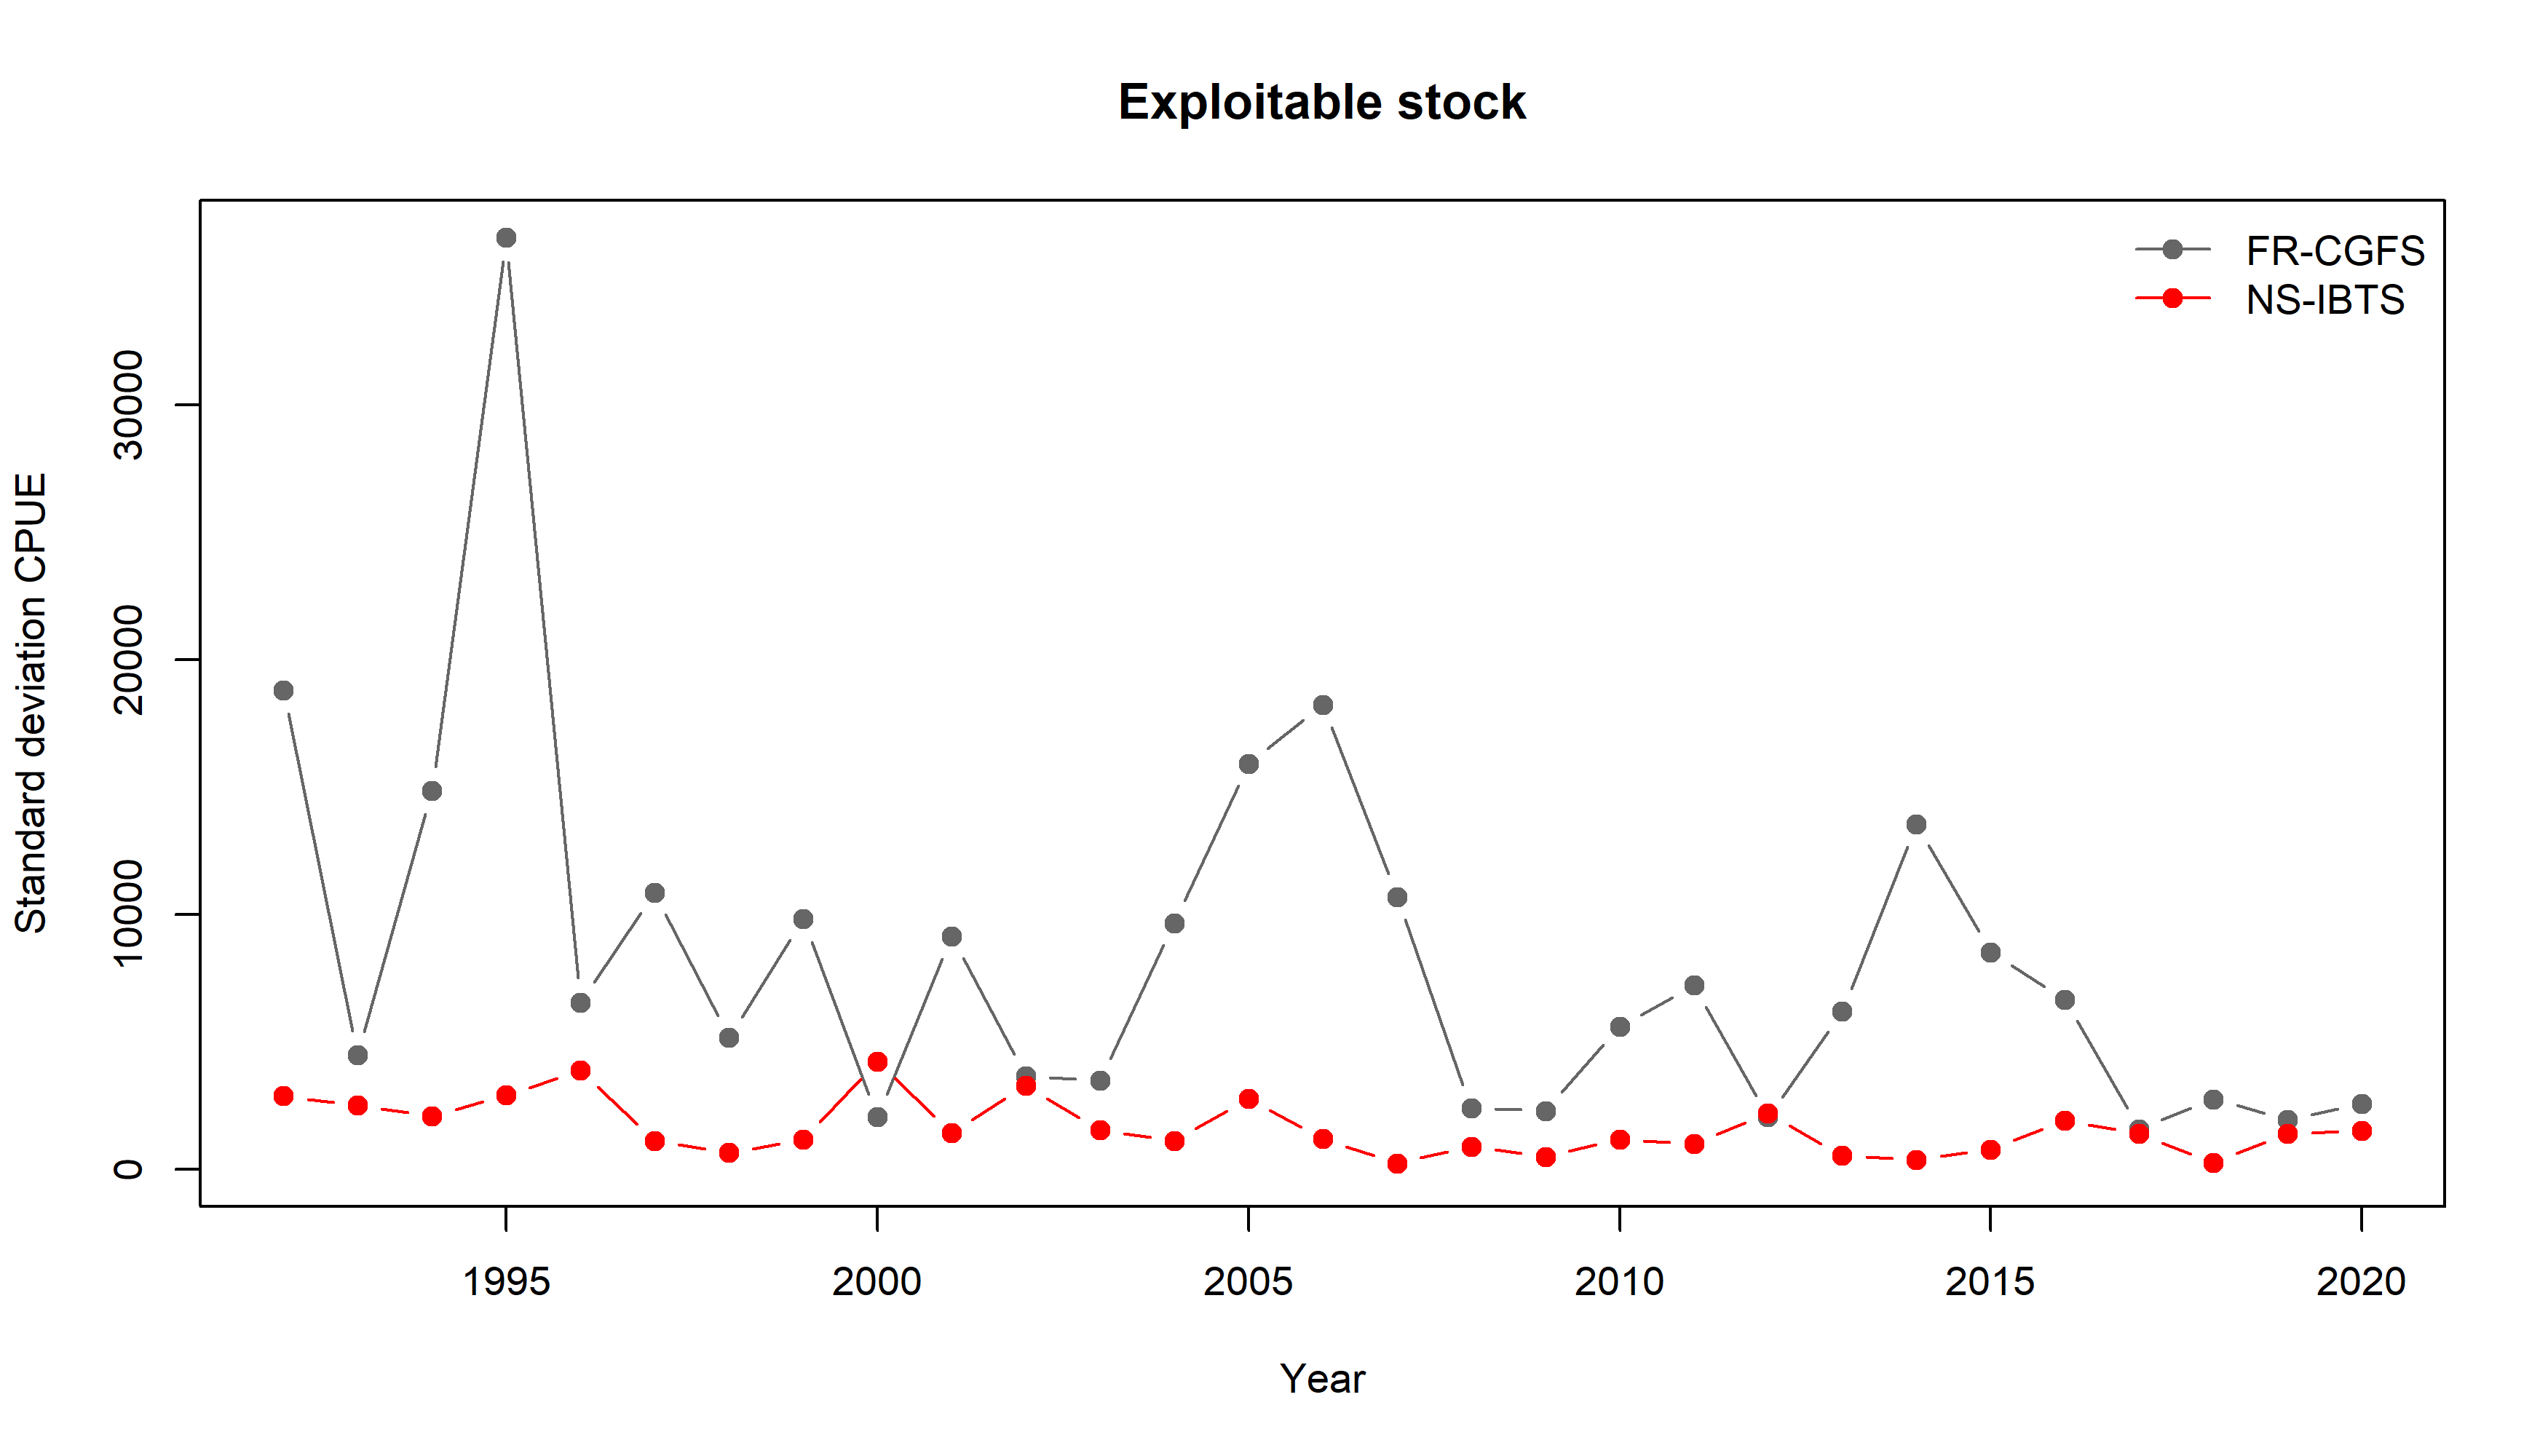 Exploitable stock
FR-CGFS
NS-IBTS
Standard deviation CPUE
30000
20000
10000
0
1995 2000 2005 2010 2015 2020
Year